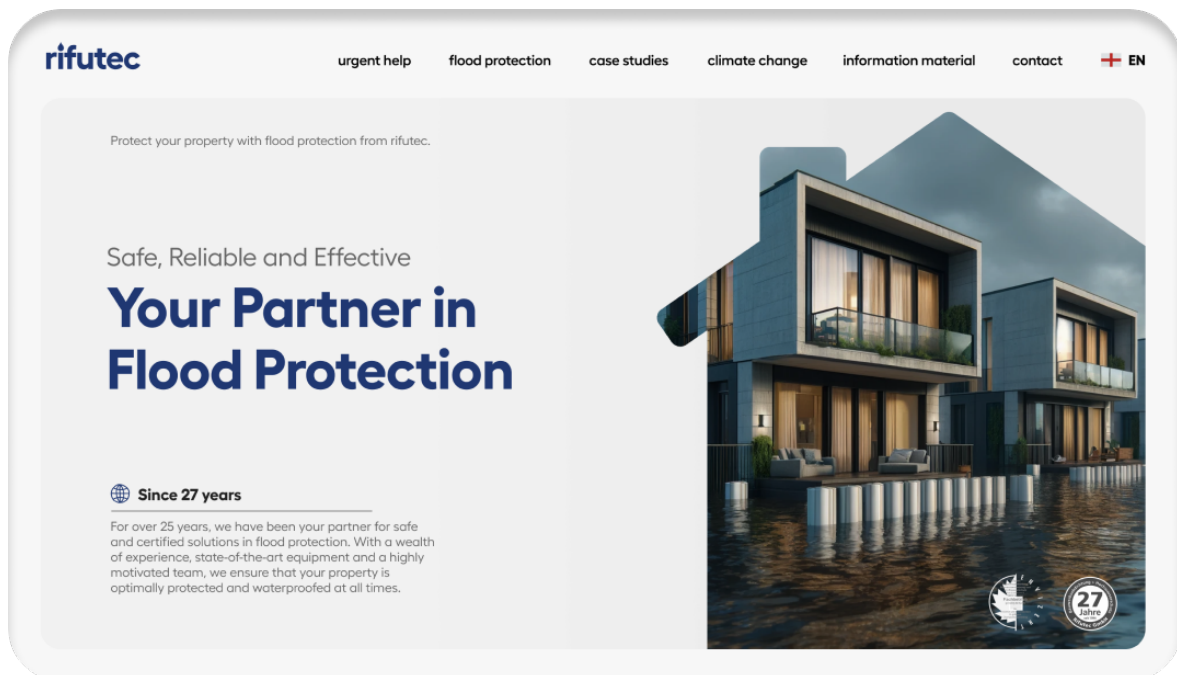 rifutec
urgent help
flood protection
case studies
climate change
information material
contact
EN
Protect your property with flood protection from rifutec.
Safe, Reliable and Effective
Your Partner in
Flood Protection
Since 27 years
For over 25 years, we have been your partner for safe
and certified solutions in flood protection. With a wealth
of experience, state-of-the-art equipment and a highly
motivated team, we ensure that your property is
optimally protected and waterproofed at all times.
27
Jahre
Rifutec GmbH